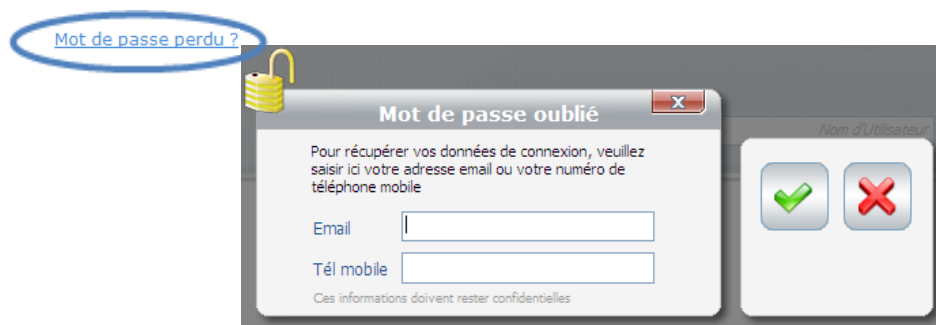 Mot de passe perdu ?
Mot de passe oublié
x
Nom d'Utilisateur
Pour récupérer vos données de connexion, veuillez
saisir ici votre adresse email ou votre numéro de
téléphone mobile
Email
Tél mobile
Ces informations doivent rester confidentielles